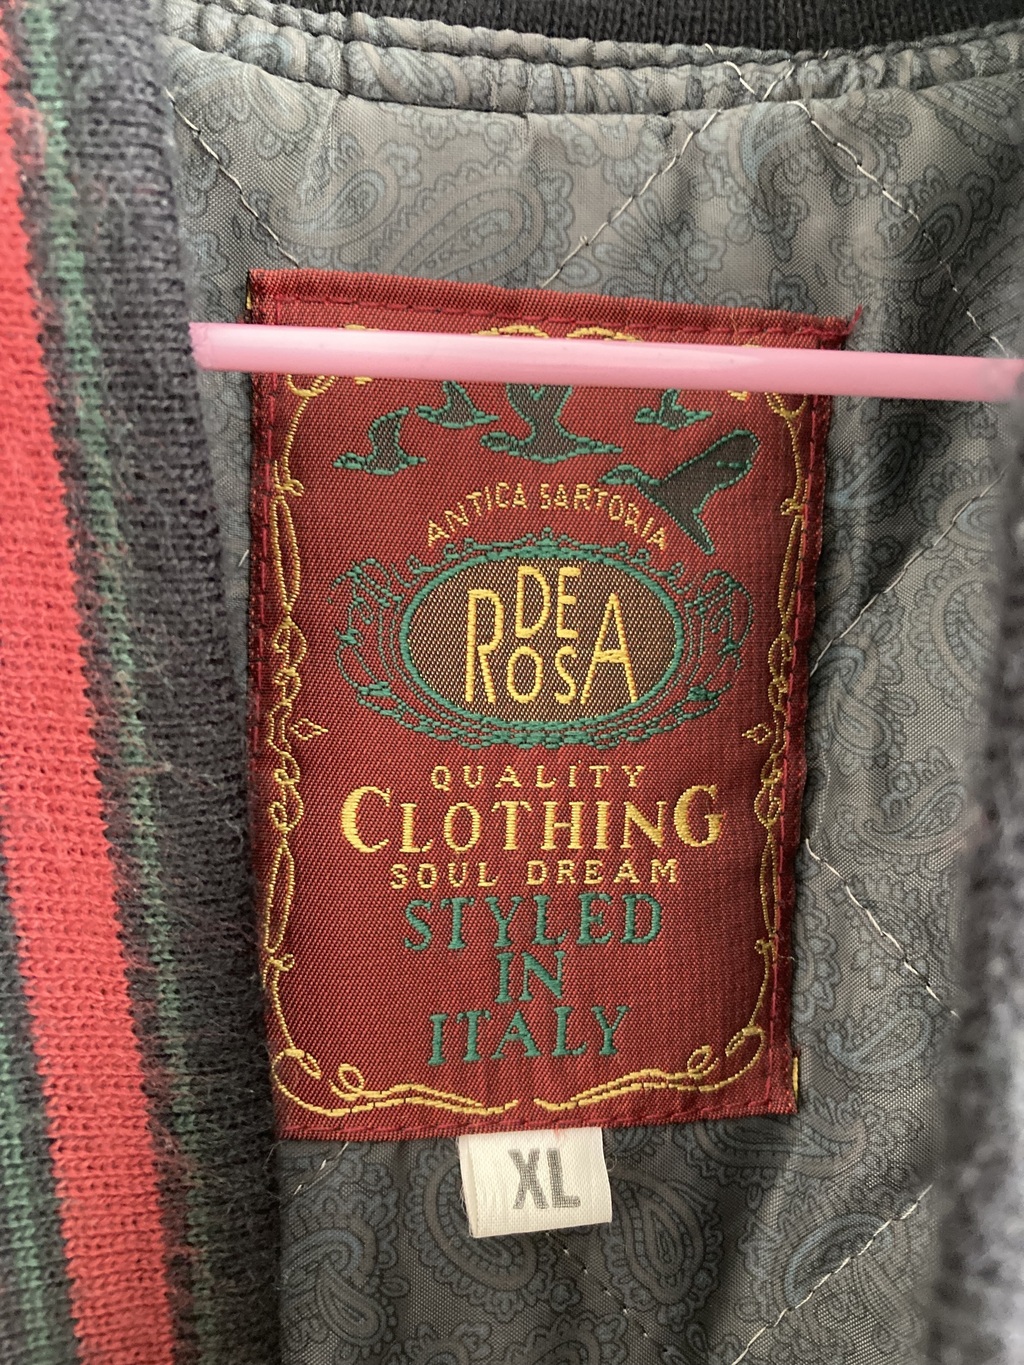 ANTICA SARTORIA
DE
ROSA
QUALITY
CLOTHING
SOUL DREAM
STYLED
IN
ITALY
XL